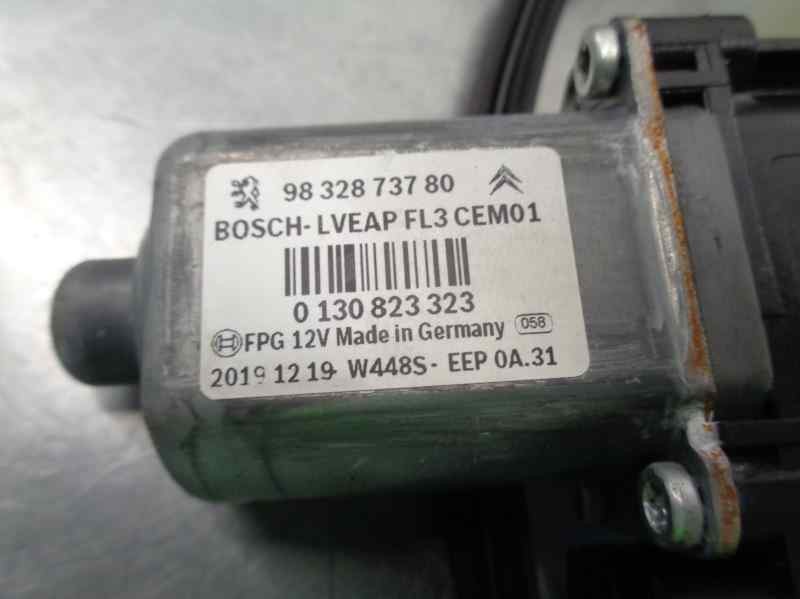 98 328 737 80
BOSCH- LVEAP FL3 CEM01
0 130 823 323
FPG 12V Made in Germany 058
2019 12 19- W448S- EEP 0A.31